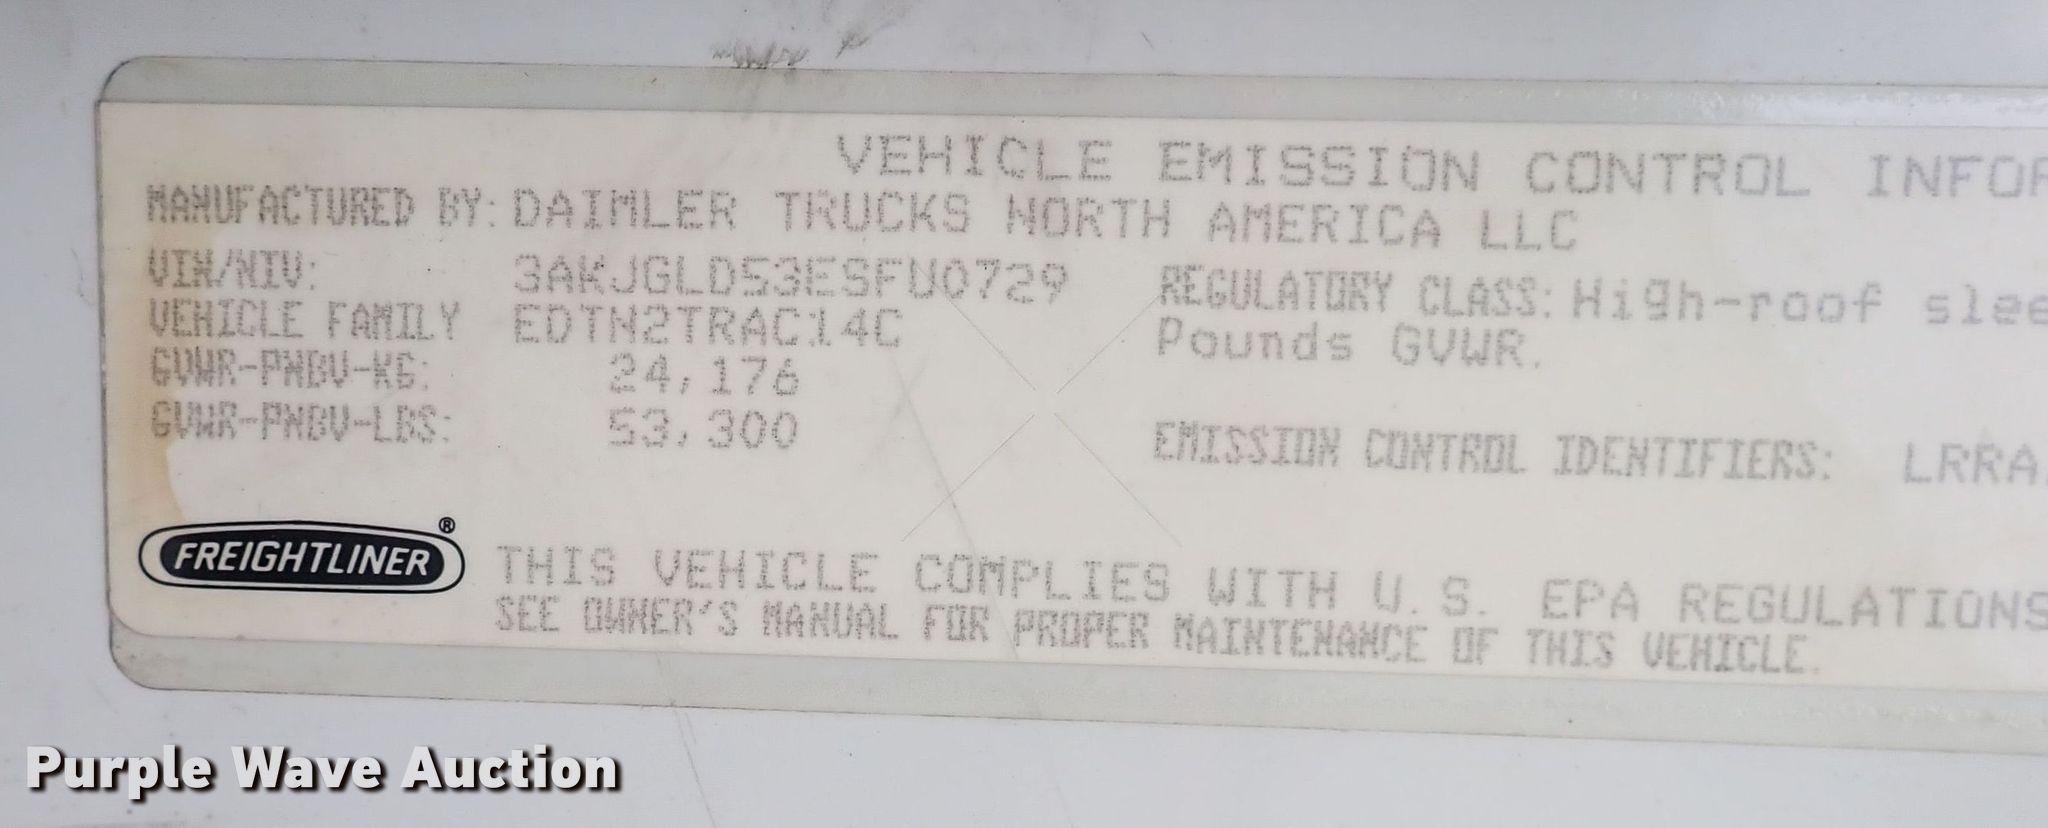 VEHICLE EMISSION CONTROL INFOR
MANUFACTURED BY: DAIMLER TRUCKS NORTH AMERICA LLC
VIN/NIV: 3AKJGLD53ESFU0729 REGULATORY CLASS: High-roof slee
VEHICLE FAMILY EDTN2TRAC14C Pounds GVWR.
GVWR-PNBV-KG: 24,176
GVWR-PNBV-LBS: 53,300
EMISSION CONTROL IDENTIFIERS: LRRA,
FREIGHTLINER®
THIS VEHICLE COMPLIES WITH U.S. EPA REGULATIONS
SEE OWNER'S MANUAL FOR PROPER MAINTENANCE OF THIS VEHICLE.
Purple Wave Auction